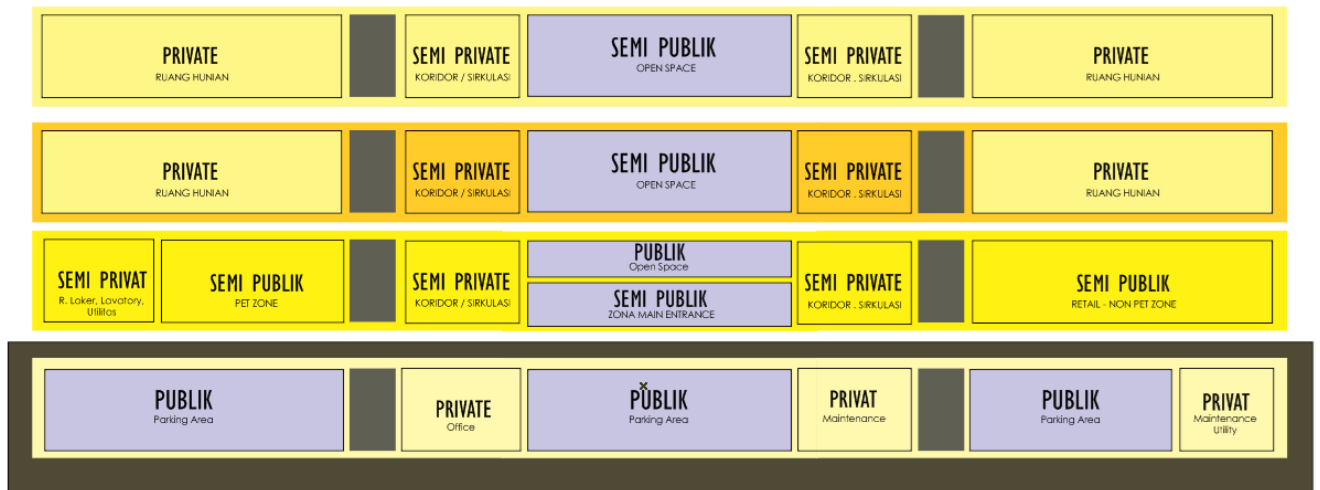 PRIVATE
RUANG HUNIAN
SEMI PRIVATE
KORIDOR / SIRKULASI
SEMI PUBLIK
OPEN SPACE
SEMI PRIVATE
KORIDOR . SIRKULASI
PRIVATE
RUANG HUNIAN
PRIVATE
RUANG HUNIAN
SEMI PRIVATE
KORIDOR / SIRKULASI
SEMI PUBLIK
OPEN SPACE
SEMI PRIVATE
KORIDOR . SIRKULASI
PRIVATE
RUANG HUNIAN
SEMI PRIVAT
R. Loker, Lavatory,
Utilitas
SEMI PUBLIK
PET ZONE
SEMI PRIVATE
KORIDOR / SIRKULASI
PUBLIK
Open Space
SEMI PUBLIK
ZONA MAIN ENTRANCE
SEMI PRIVATE
KORIDOR . SIRKULASI
SEMI PUBLIK
RETAIL - NON PET ZONE
PUBLIK
Parking Area
PRIVATE
Office
PUBLIK
Parking Area
PRIVAT
Maintenance
PUBLIK
Parking Area
PRIVAT
Maintenance
Utility